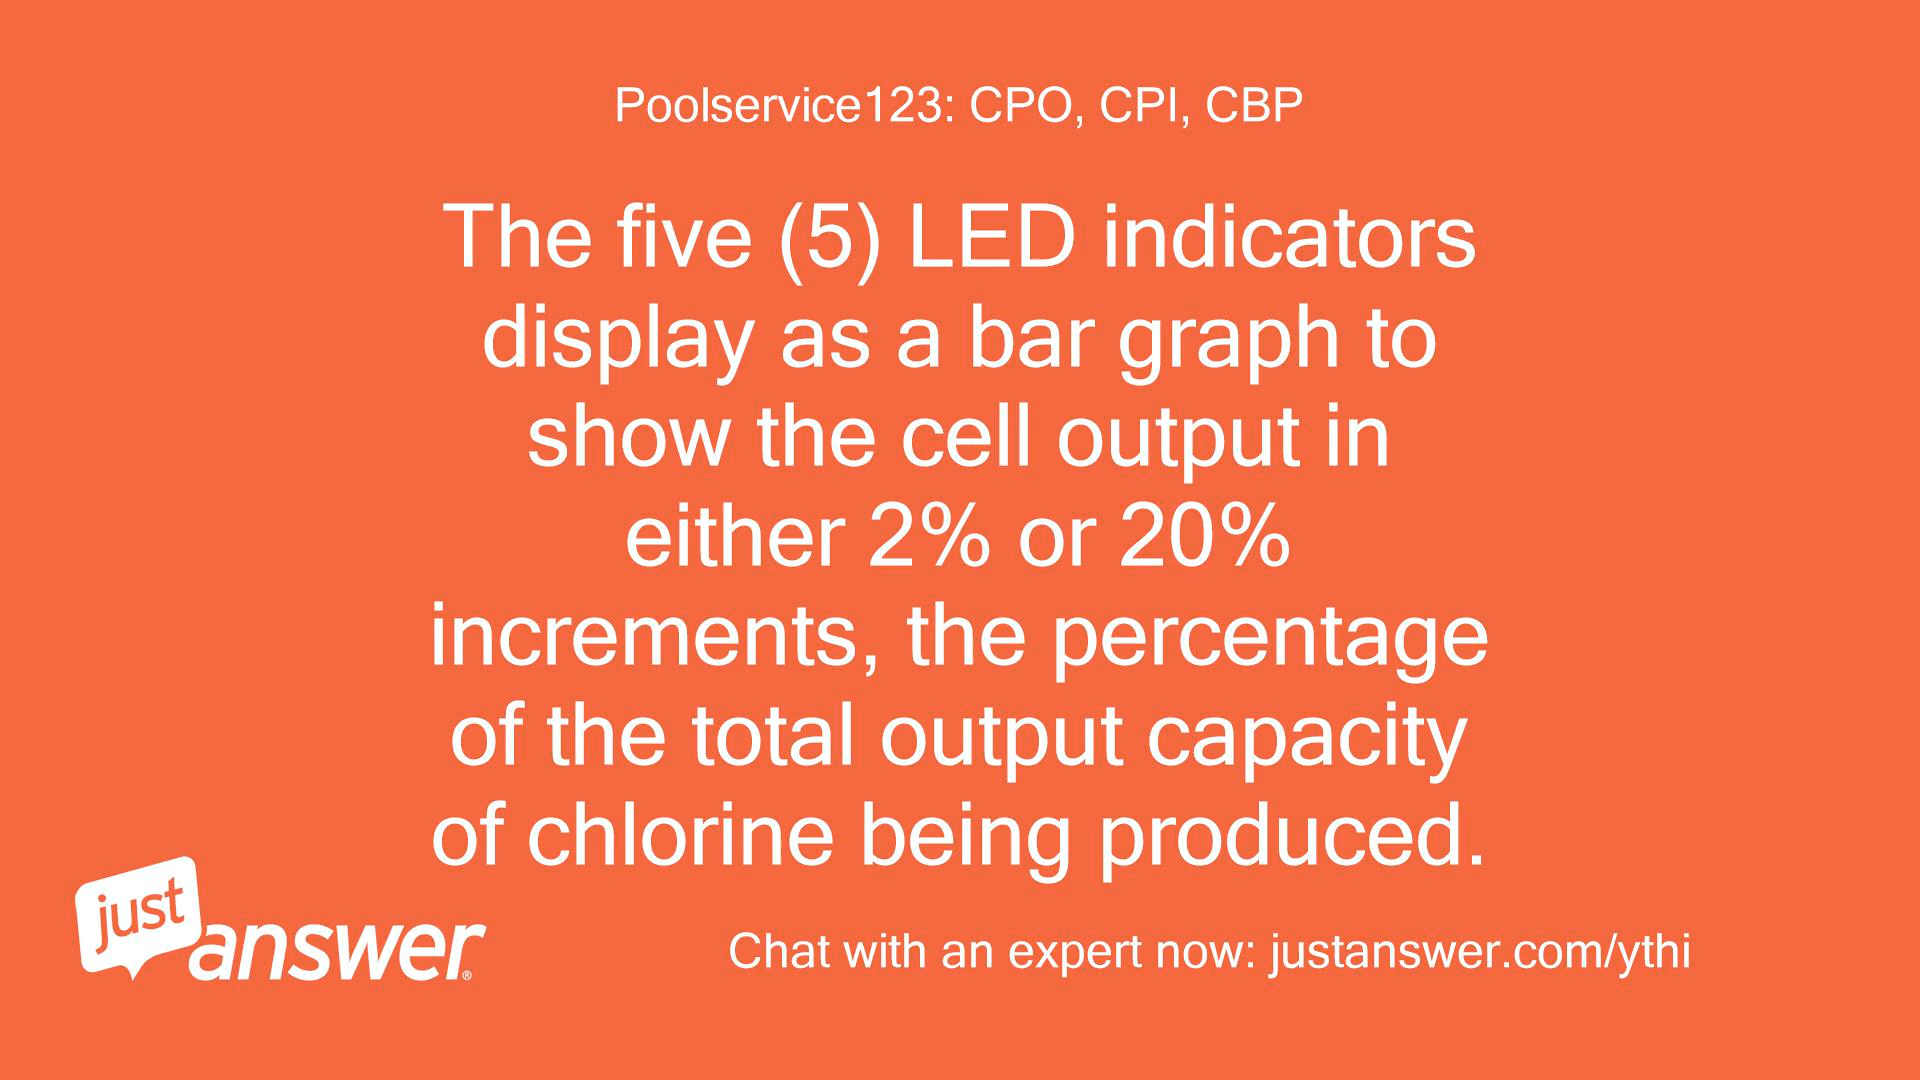 Poolservice123: CPO, CPI, CBP
The five (5) LED indicators
display as a bar graph to
show the cell output in
either 2% or 20%
increments, the percentage
of the total output capacity
of chlorine being produced.
just
answer®
Chat with an expert now: justanswer.com/ythi